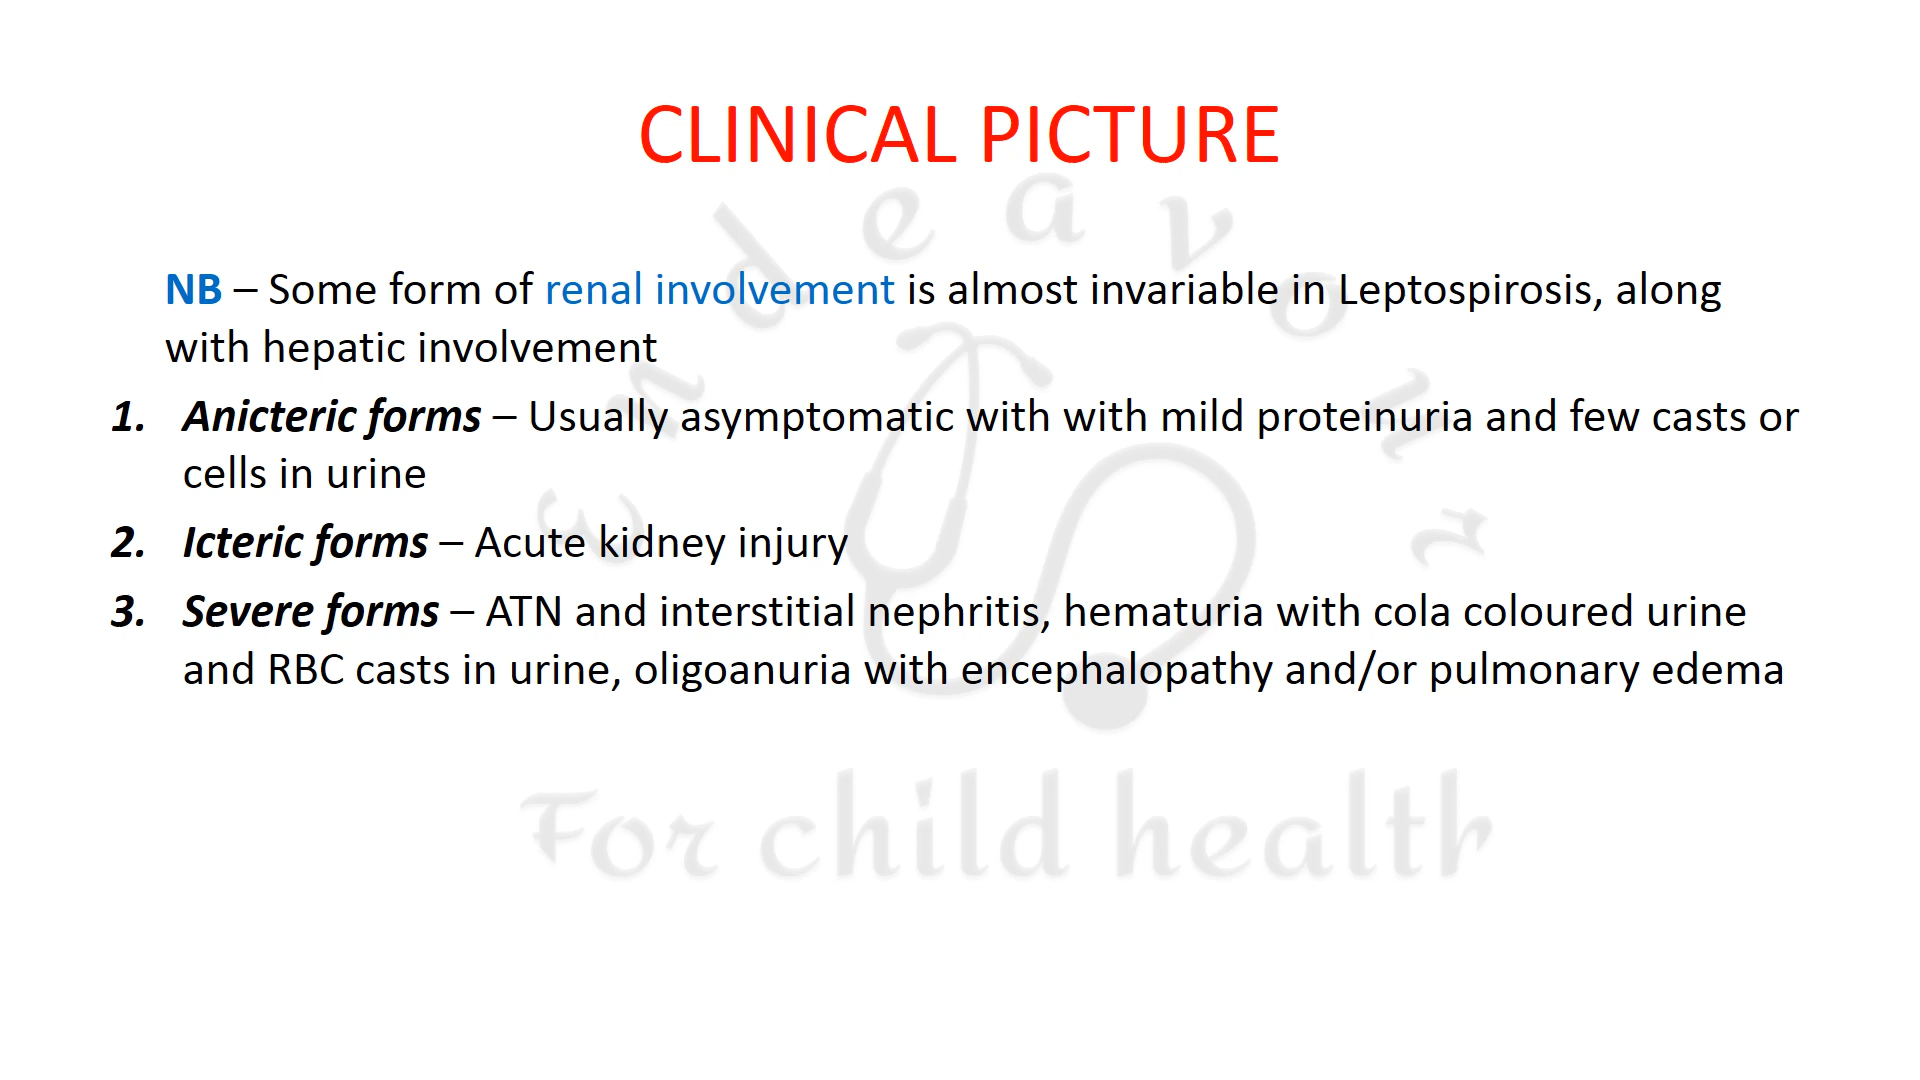 CLINICAL PICTURE
NB – Some form of renal involvement is almost invariable in Leptospirosis, along
with hepatic involvement
1. Anicteric forms – Usually asymptomatic with with mild proteinuria and few casts or
cells in urine
2. Icteric forms – Acute kidney injury
3. Severe forms – ATN and interstitial nephritis, hematuria with cola coloured urine
and RBC casts in urine, oligoanuria with encephalopathy and/or pulmonary edema
Endeavour
For child health